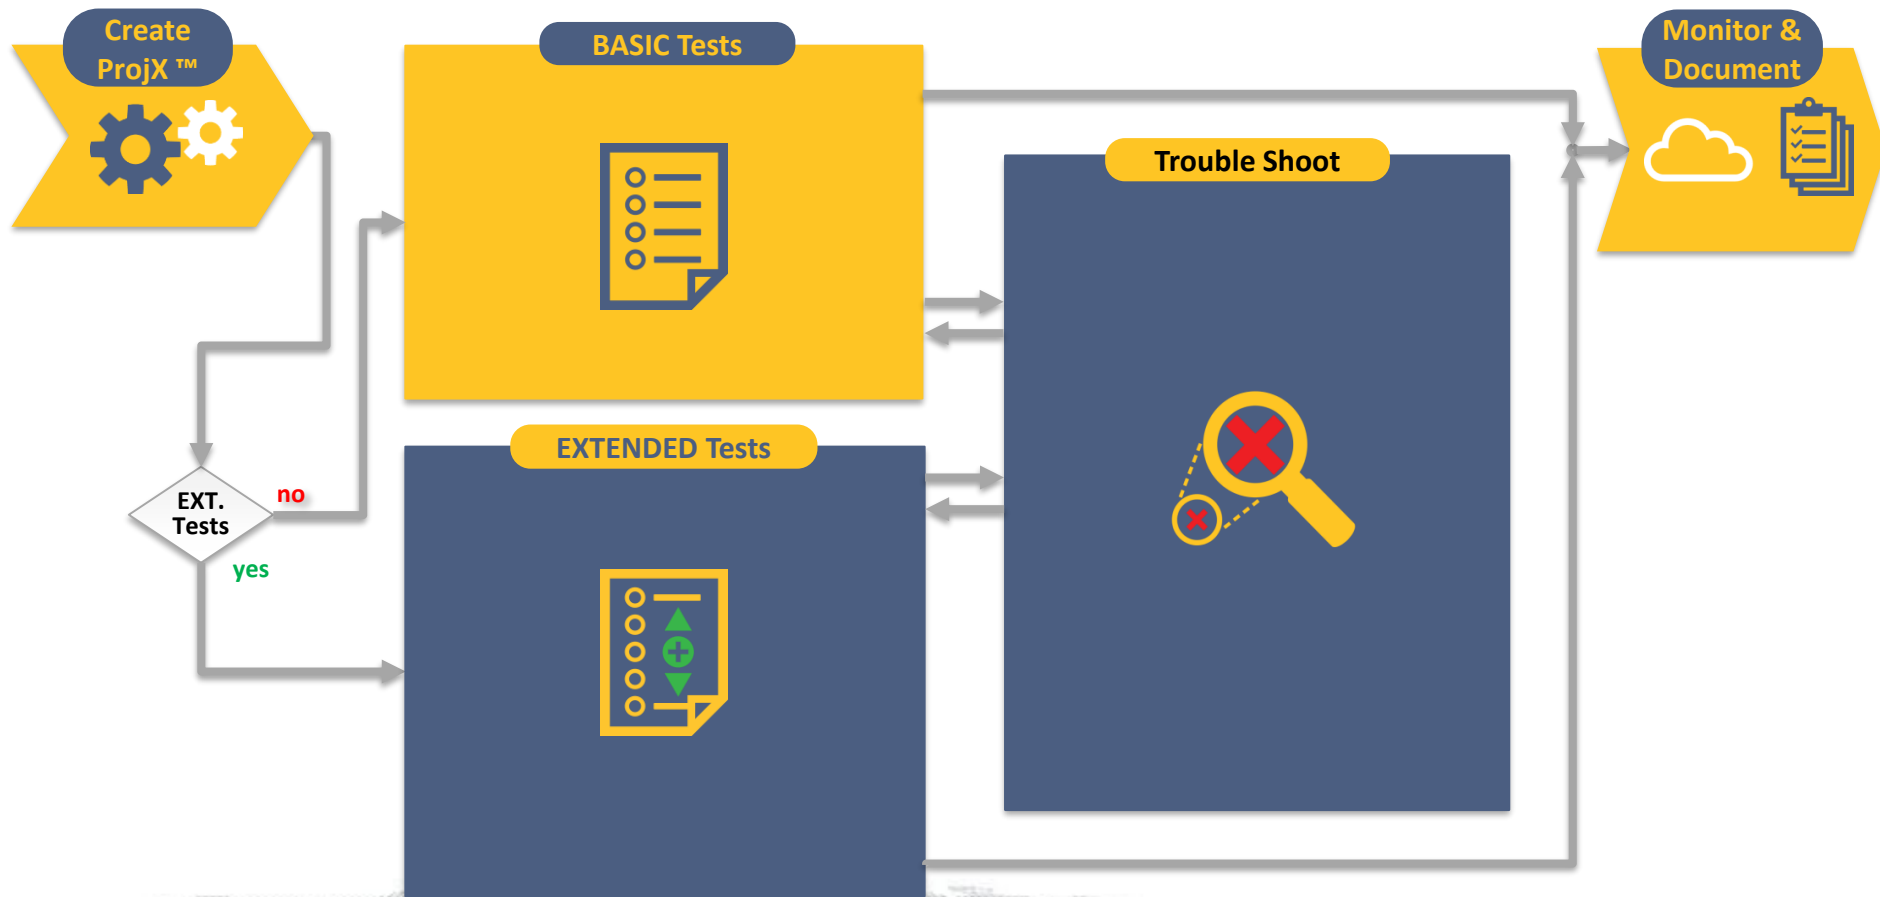 Create
ProjX ™
BASIC Tests
Monitor &
Document
Trouble Shoot
EXTENDED Tests
EXT.
Tests
no
yes